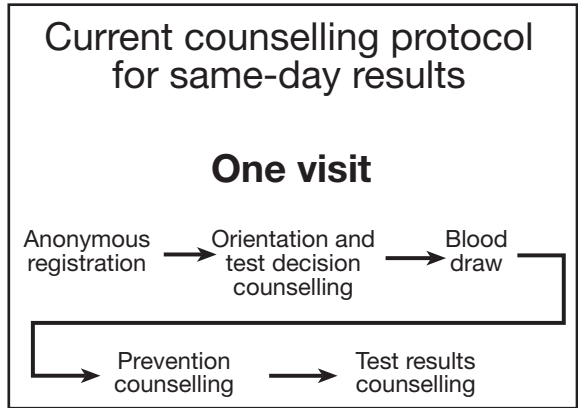 Current counselling protocol
for same-day results
One visit
Anonymous
registration
Orientation and
test decision
counselling
Blood
draw
Prevention
counselling
Test results
counselling